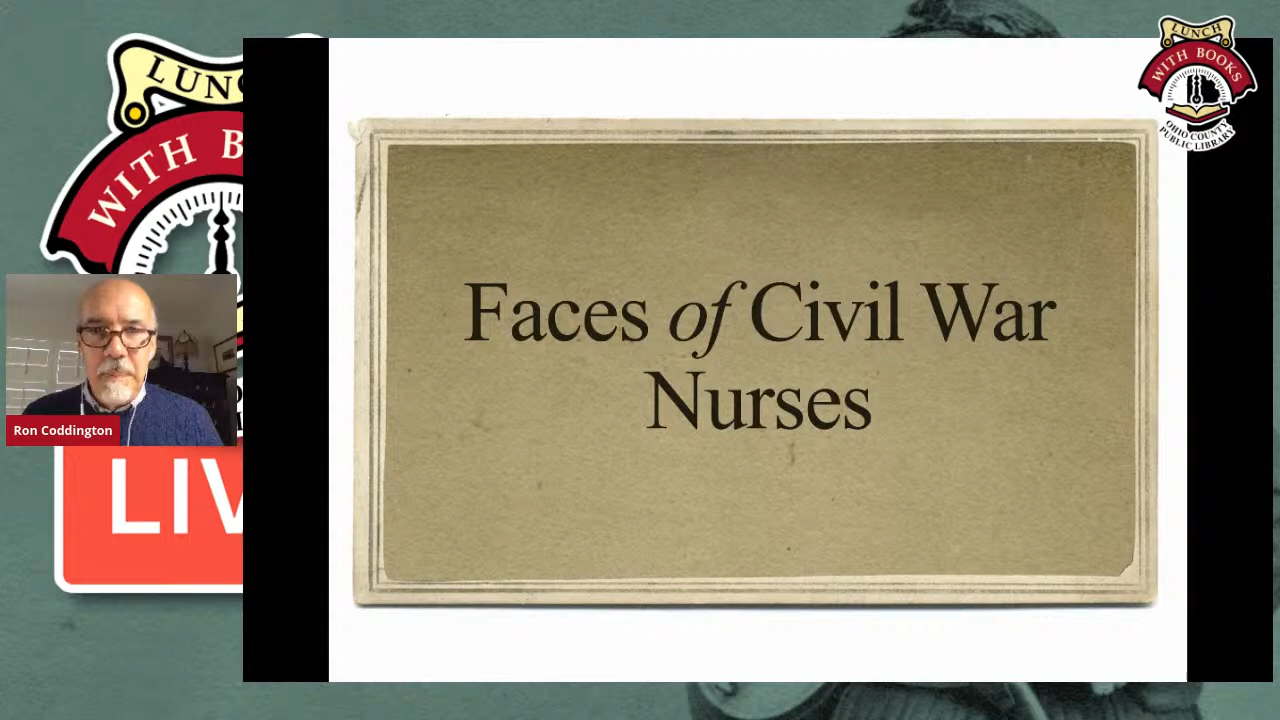 LUNCH
WITH BOOKS
OHIO COUNTY
PUBLIC LIBRARY
LUNC
WITH B
Faces of Civil War
Nurses
Ron Coddington
LIV